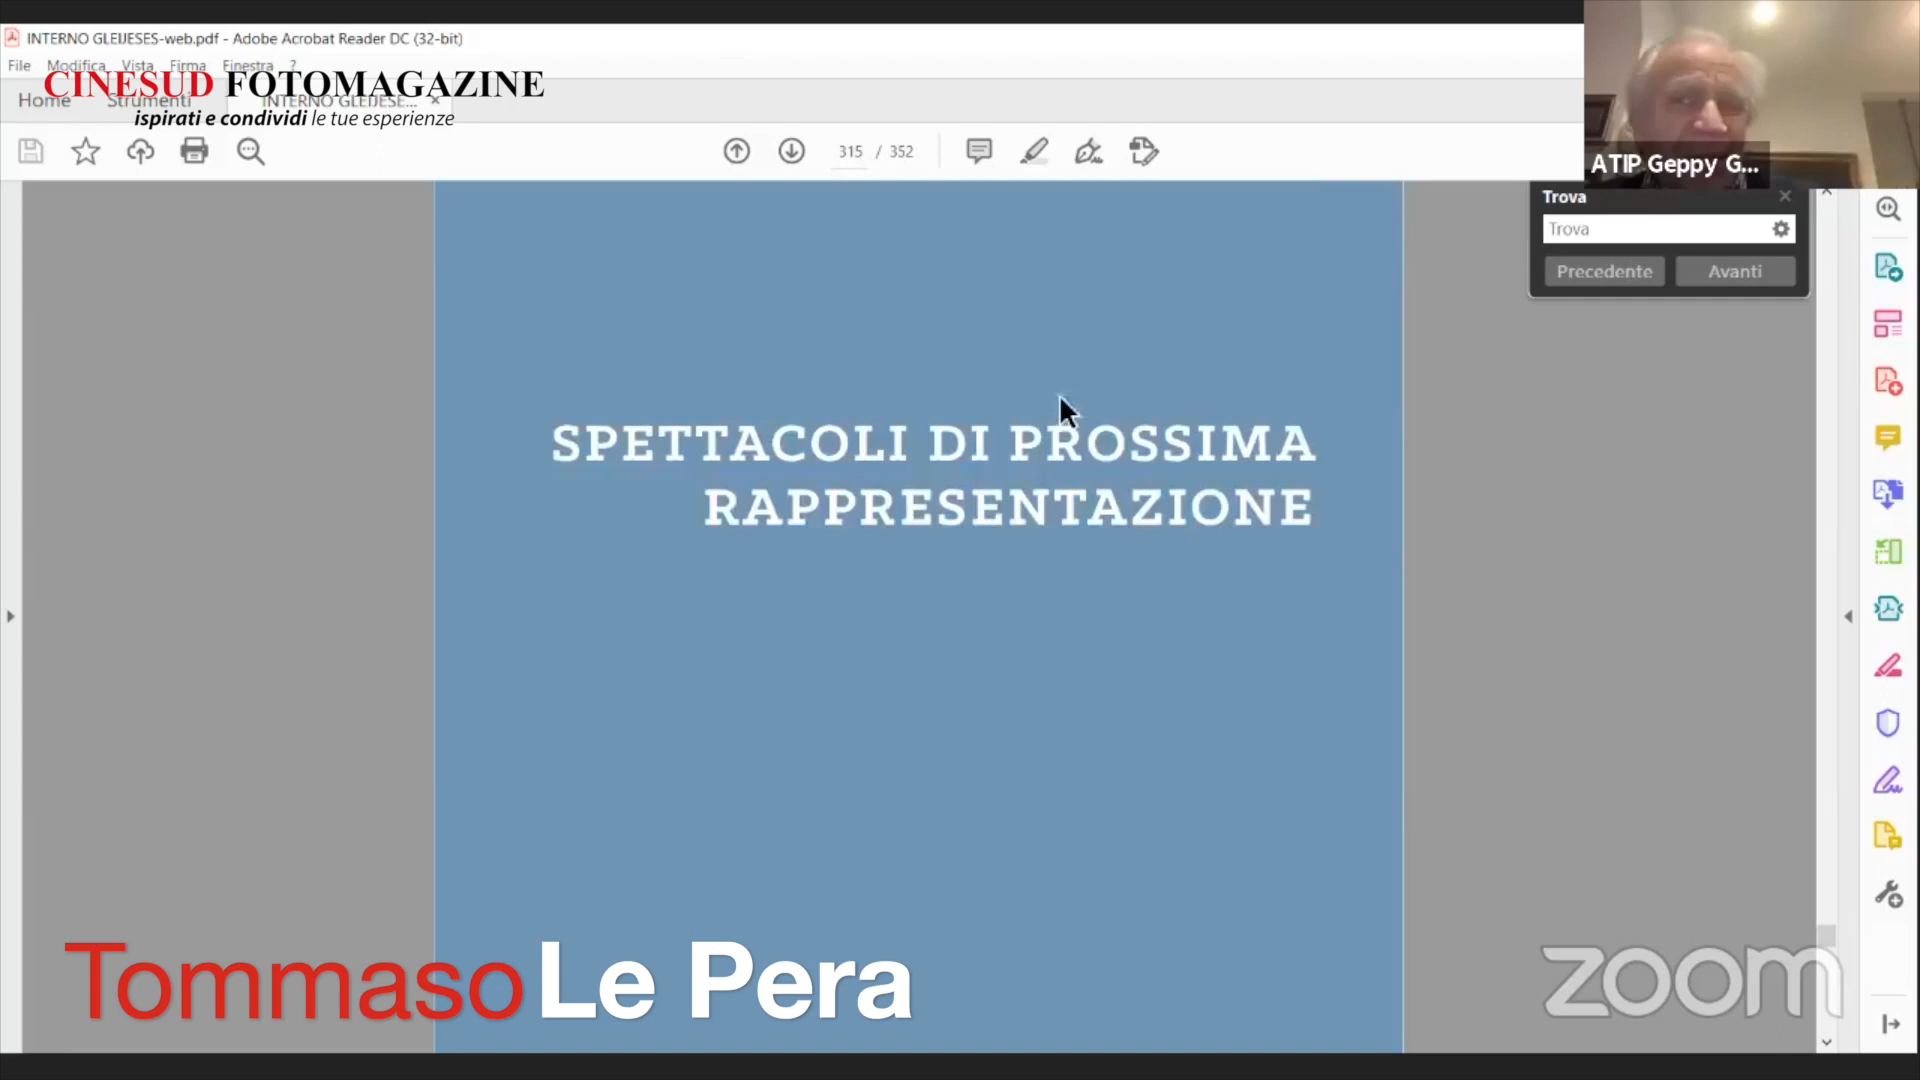 INTERNO GLEIJESES-web.pdf - Adobe Acrobat Reader DC (32-bit)
File Modifica Vista Firma Finestra ?
CINESUD FOTOMAGAZINE
Home Strumenti INTERNO GLEIJESE... ×
ispirati e condividi le tue esperienze
315 / 352
ATIP Geppy G...
Trova
Trova
Precedente Avanti
SPETTACOLI DI PROSSIMA
RAPPRESENTAZIONE
Tommaso Le Pera
zoom